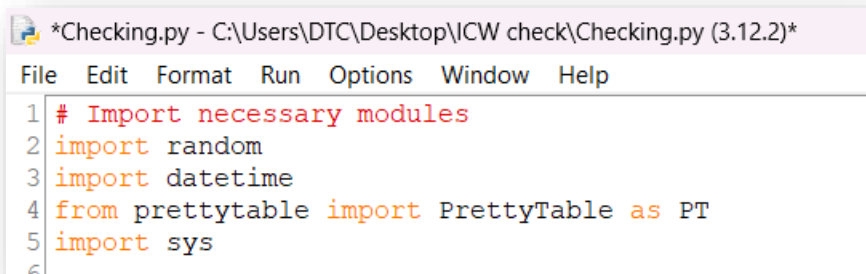 *Checking.py - C:\Users\DTC\Desktop\ICW check\Checking.py (3.12.2)*
File Edit Format Run Options Window Help
1 # Import necessary modules
2 import random
3 import datetime
4 from prettytable import PrettyTable as PT
5 import sys
6